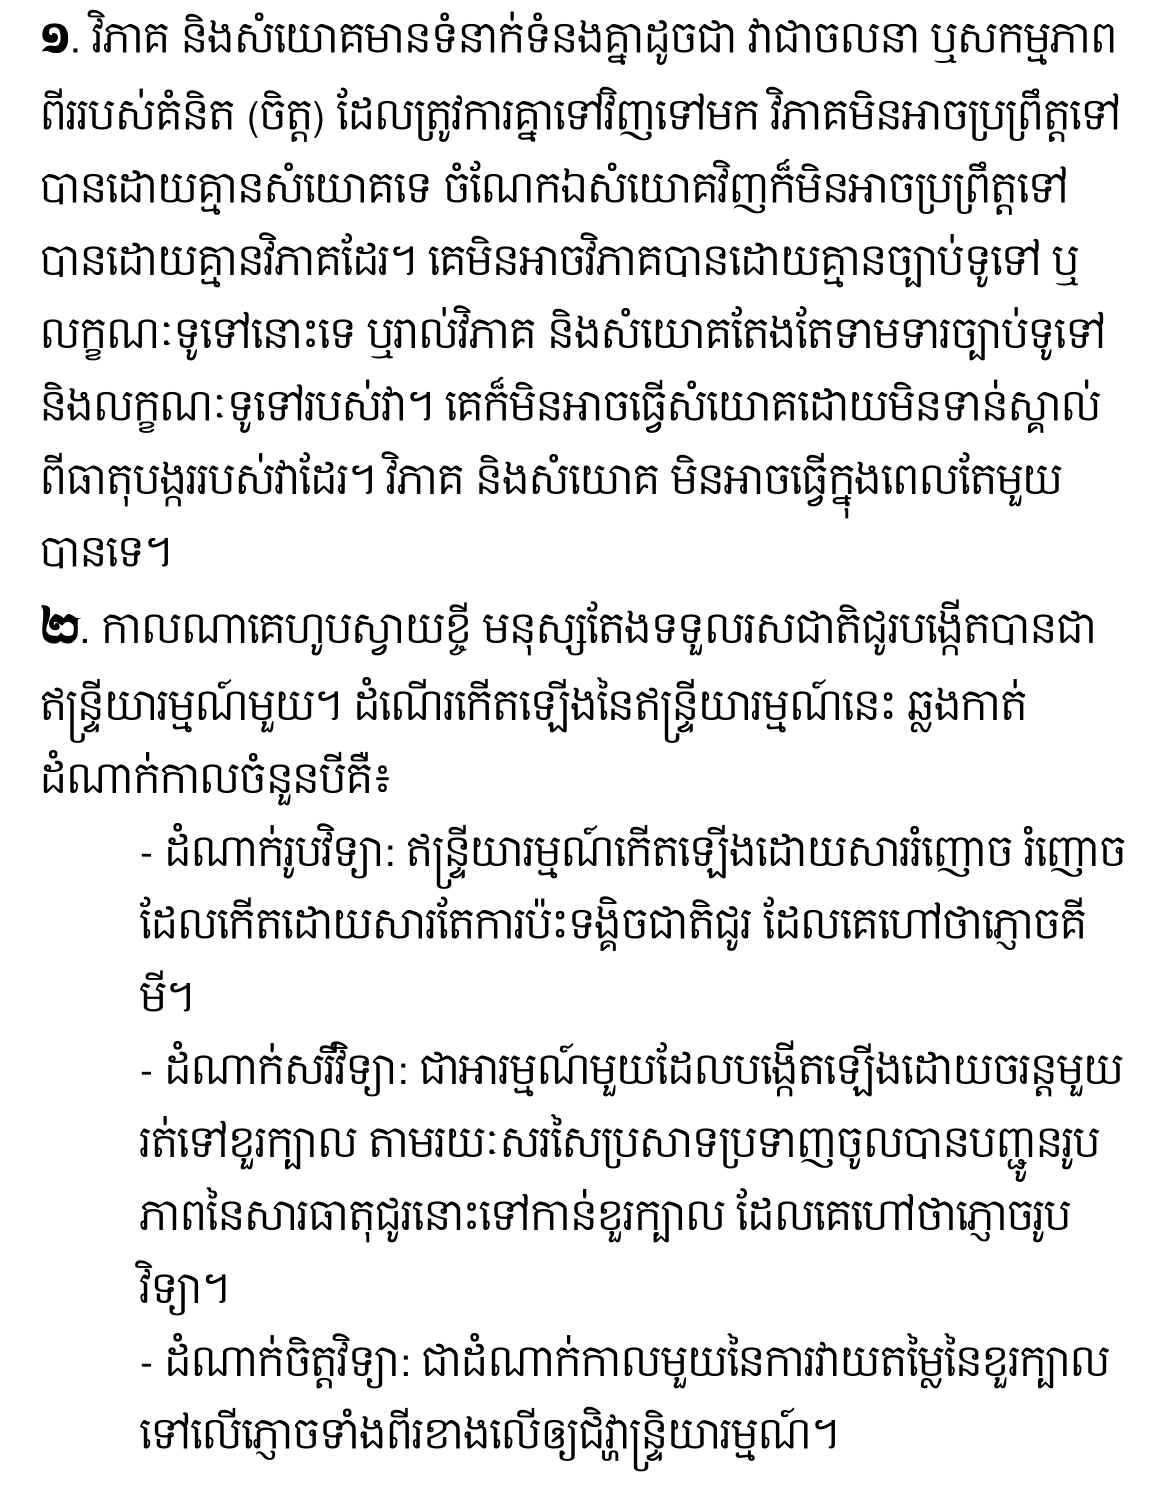 ១. វិភាគ និងសំយោគមានទំនាក់ទំនងគ្នាដូចជា វាជាចលនា ឬសកម្មភាព
ពីររបស់គំនិត (ចិត្ត) ដែលត្រូវការគ្នាទៅវិញទៅមក វិភាគមិនអាចប្រព្រឹត្តទៅ
បានដោយគ្មានសំយោគទេ ចំណែកឯសំយោគវិញក៏មិនអាចប្រព្រឹត្តទៅ
បានដោយគ្មានវិភាគដែរ។ គេមិនអាចវិភាគបានដោយគ្មានច្បាប់ទូទៅ ឬ
លក្ខណៈទូទៅនោះទេ ឬរាល់វិភាគ និងសំយោគតែងតែទាមទារច្បាប់ទូទៅ
និងលក្ខណៈទូទៅរបស់វា។ គេក៏មិនអាចធ្វើសំយោគដោយមិនទាន់ស្គាល់
ពីធាតុបង្កររបស់វាដែរ។ វិភាគ និងសំយោគ មិនអាចធ្វើក្នុងពេលតែមួយ
បានទេ។
២. កាលណាគេហូបស្វាយខ្ចី មនុស្សតែងទទួលរសជាតិជូរបង្កើតបានជា
ឥន្ទ្រីយារម្មណ៍មួយ។ ដំណើរកើតឡើងនៃឥន្ទ្រីយារម្មណ៍នេះ ឆ្លងកាត់
ដំណាក់កាលចំនួនបីគឺ៖
- ដំណាក់រូបវិទ្យា: ឥន្ទ្រីយារម្មណ៍កើតឡើងដោយសាររំញោច រំញោច
ដែលកើតដោយសារតែការប៉ះទង្គិចជាតិជូរ ដែលគេហៅថាភ្ញោចគី
មី។
- ដំណាក់សរីរិវិទ្យា: ជាអារម្មណ៍មួយដែលបង្កើតឡើងដោយចរន្តមួយ
រត់ទៅខួរក្បាល តាមរយៈសរសៃប្រសាទប្រទាញចូលបានបញ្ជូនរូប
ភាពនៃសារធាតុជូរនោះទៅកាន់ខួរក្បាល ដែលគេហៅថាភ្ញោចរូប
វិទ្យា។
- ដំណាក់ចិត្តវិទ្យា: ជាដំណាក់កាលមួយនៃការវាយតម្លៃនៃខួរក្បាល
ទៅលើភ្ញោចទាំងពីរខាងលើឲ្យជិវ្ហាន្ទ្រិយារម្មណ៍។